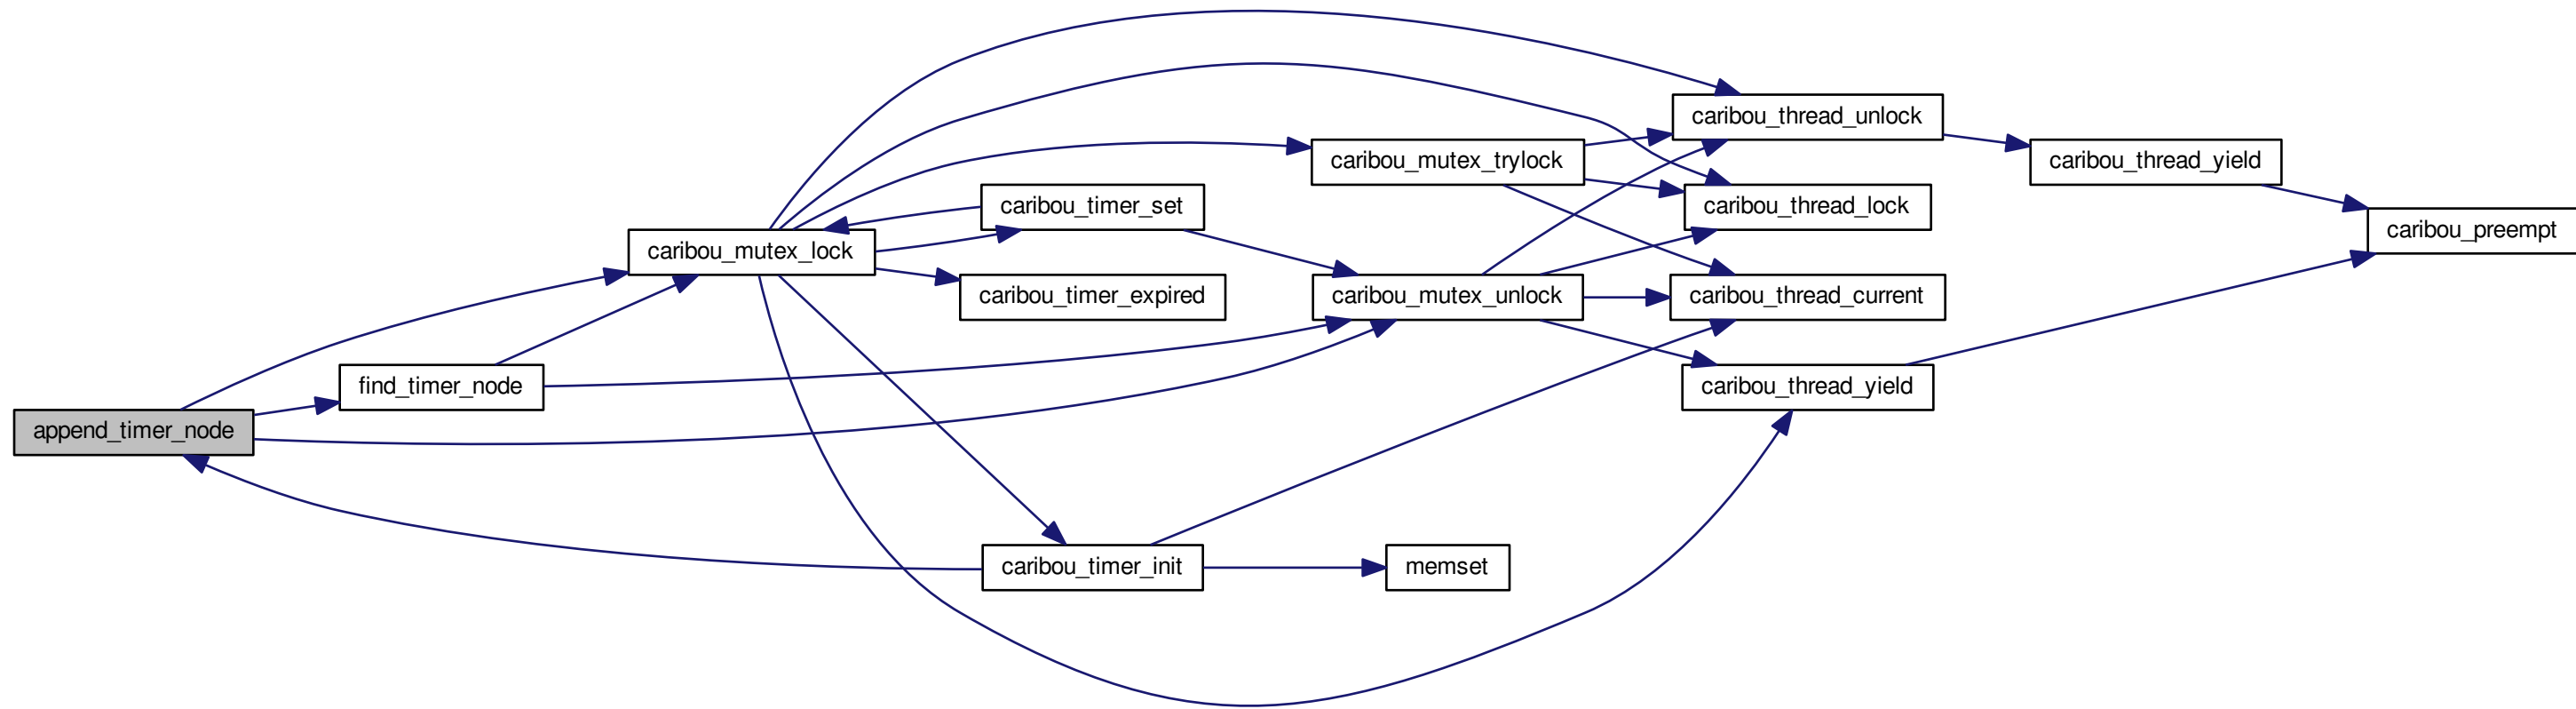 append_timer_node
find_timer_node
caribou_mutex_lock
caribou_timer_set
caribou_timer_expired
caribou_timer_init
caribou_mutex_trylock
caribou_mutex_unlock
memset
caribou_thread_unlock
caribou_thread_lock
caribou_thread_current
caribou_thread_yield
caribou_thread_yield
caribou_preempt